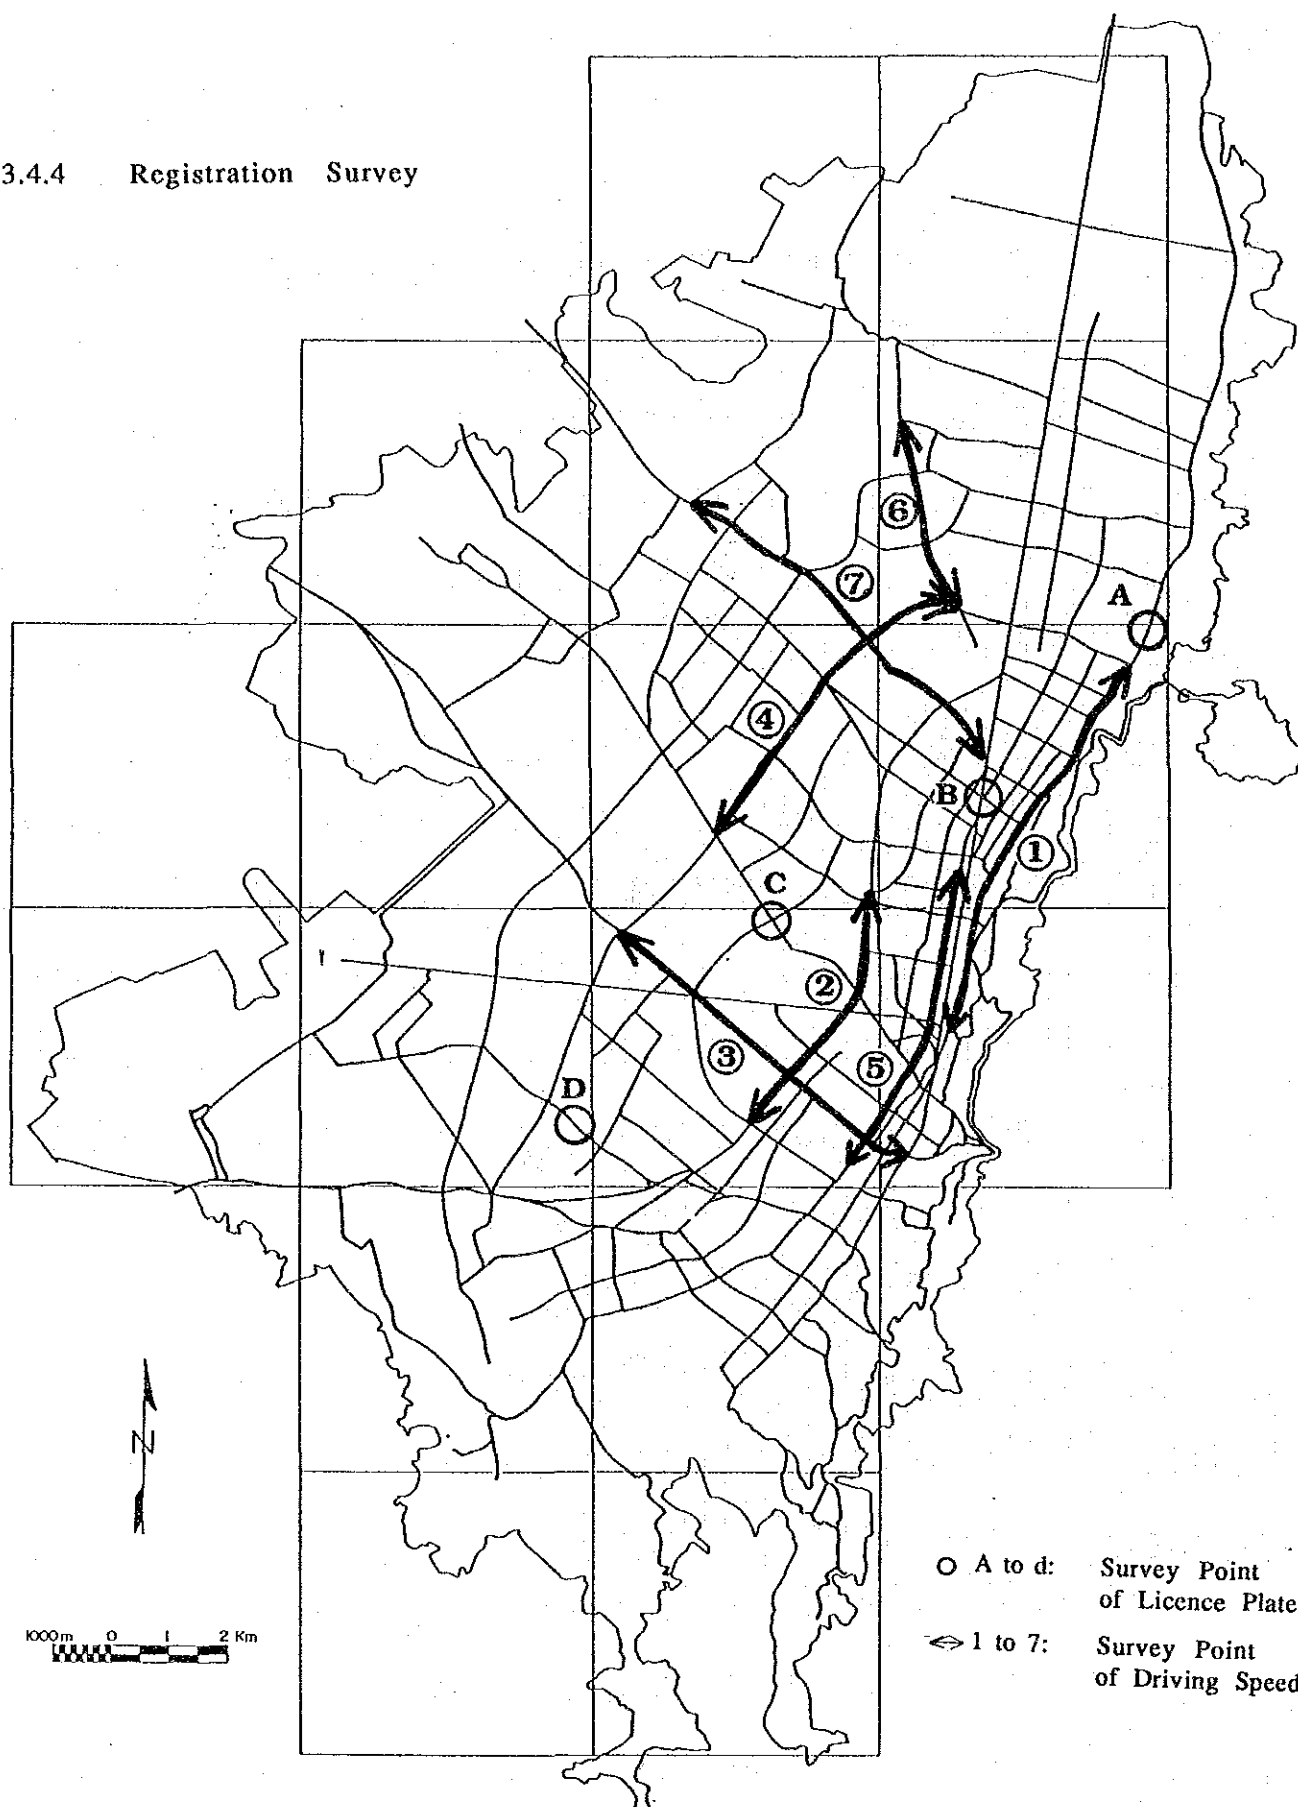 3.4.4 Registration Survey
A
B
C
D
1
2
3
4
5
6
7
N
1000m 0 1 2 Km
A to d: Survey Point
of Licence Plate
1 to 7: Survey Point
of Driving Speed